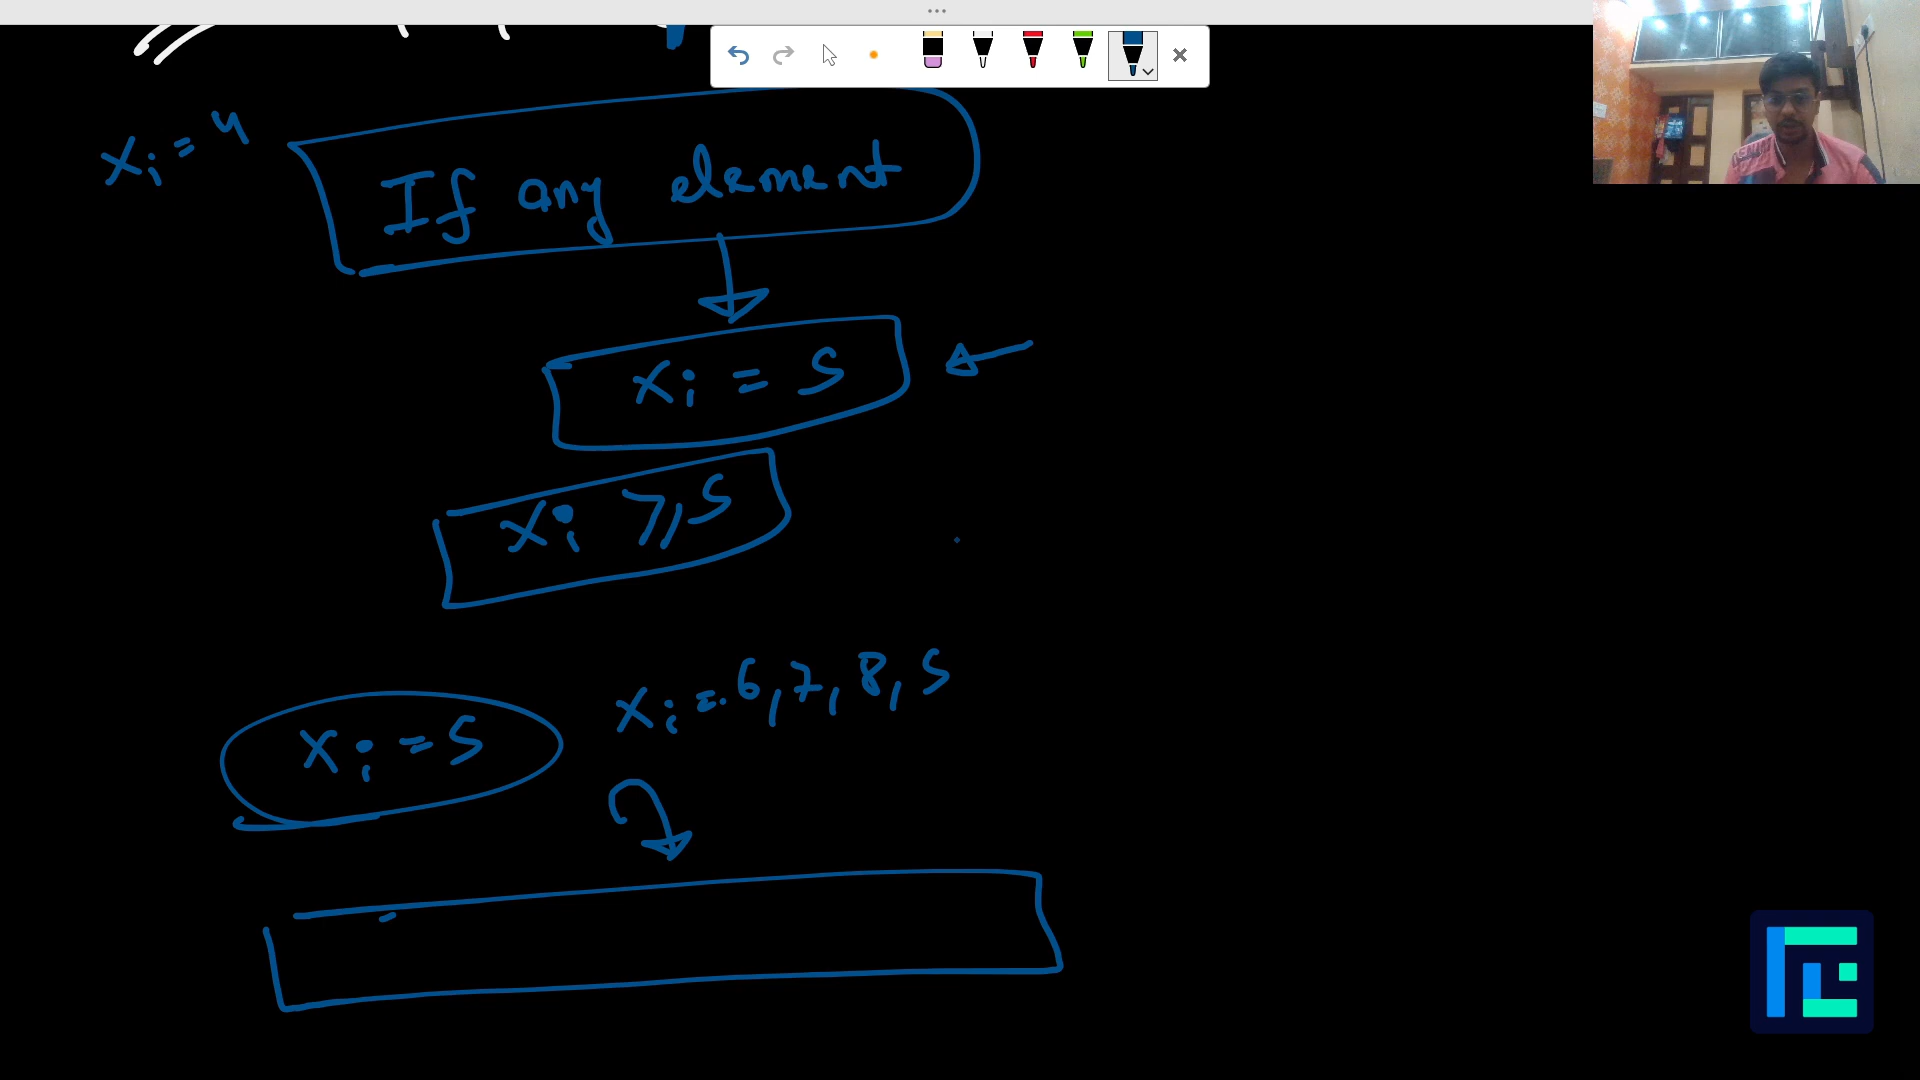 xi = 4
If any element
xi = 5
xi ≥ 5
xi = 6, 7, 8, 5
xi = 5